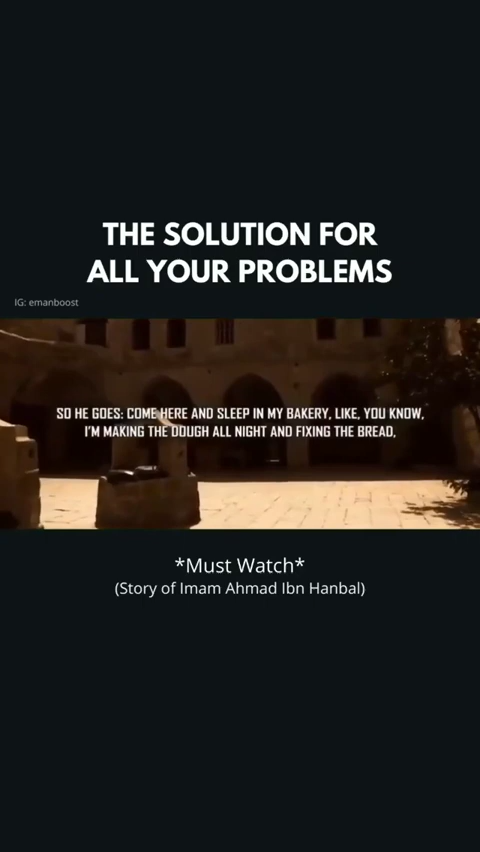 THE SOLUTION FOR
ALL YOUR PROBLEMS
IG: emanboost
SO HE GOES: COME HERE AND SLEEP IN MY BAKERY, LIKE, YOU KNOW,
I'M MAKING THE DOUGH ALL NIGHT AND FIXING THE BREAD,
*Must Watch*
(Story of Imam Ahmad Ibn Hanbal)